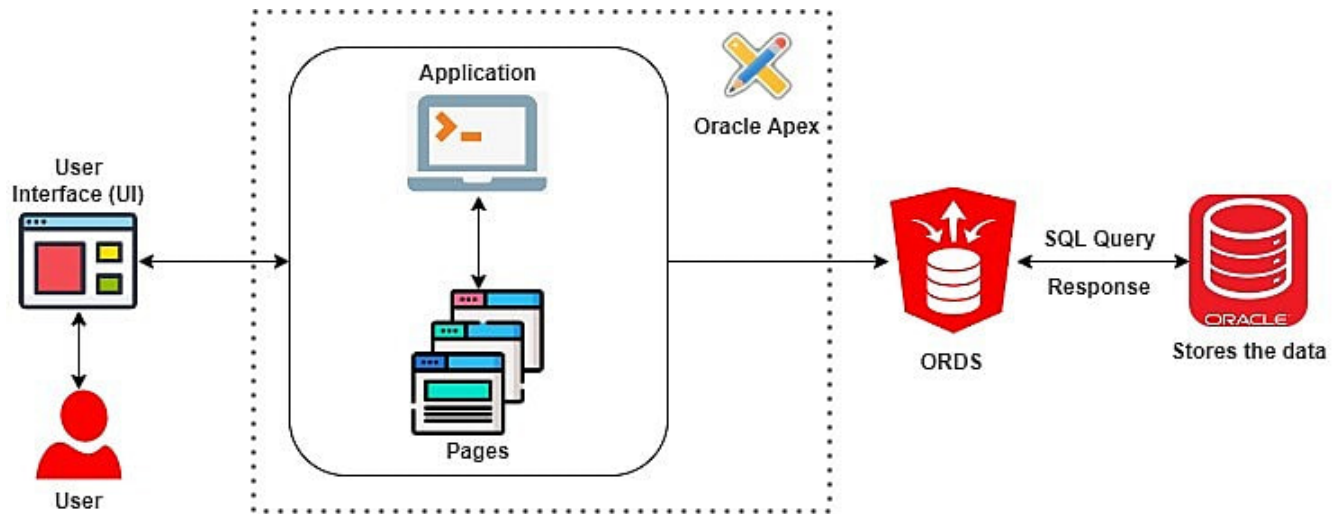 Application
Oracle Apex
User
Interface (UI)
User
Pages
ORDS
SQL Query
Response
ORACLE
Stores the data